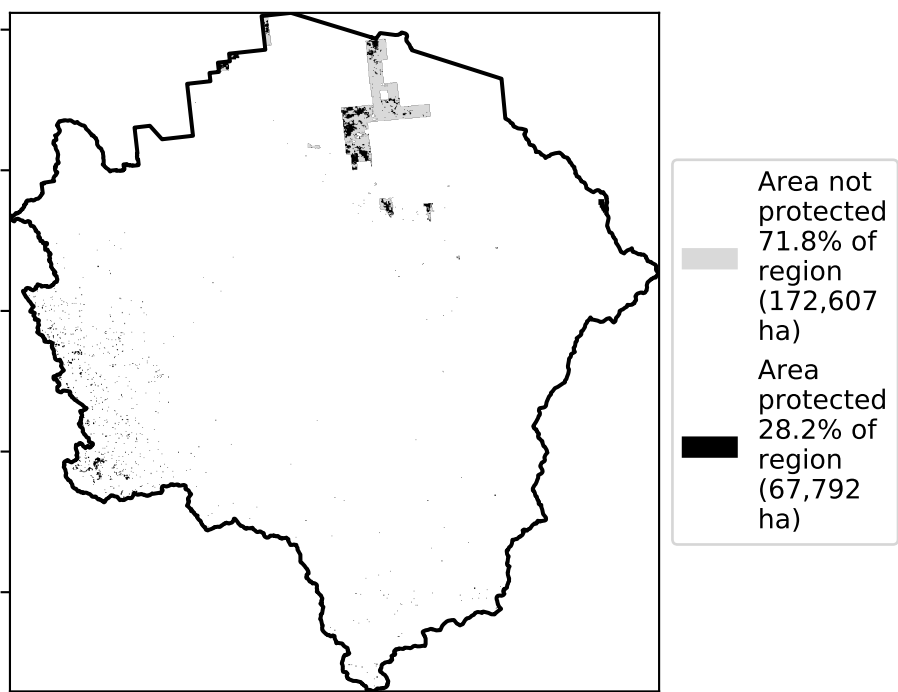 Area not
protected
71.8% of
region
(172,607
ha)
Area
protected
28.2% of
region
(67,792
ha)